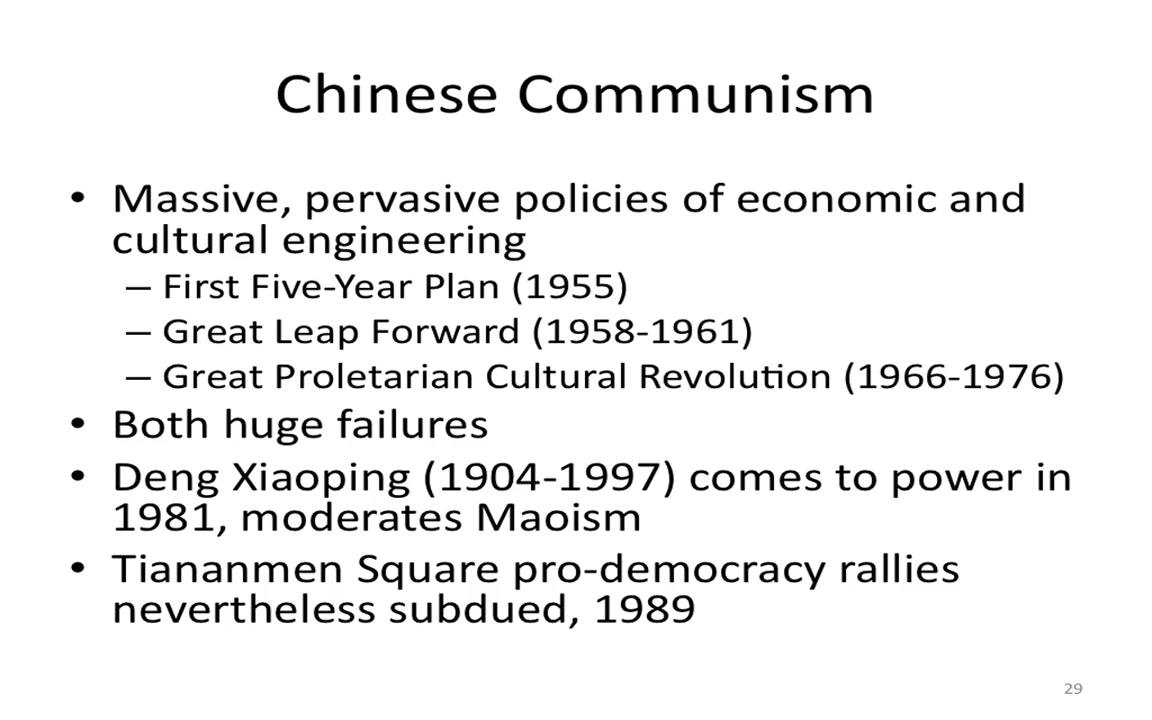 Chinese Communism
• Massive, pervasive policies of economic and
cultural engineering
– First Five-Year Plan (1955)
– Great Leap Forward (1958-1961)
– Great Proletarian Cultural Revolution (1966-1976)
• Both huge failures
• Deng Xiaoping (1904-1997) comes to power in
1981, moderates Maoism
• Tiananmen Square pro-democracy rallies
nevertheless subdued, 1989
29